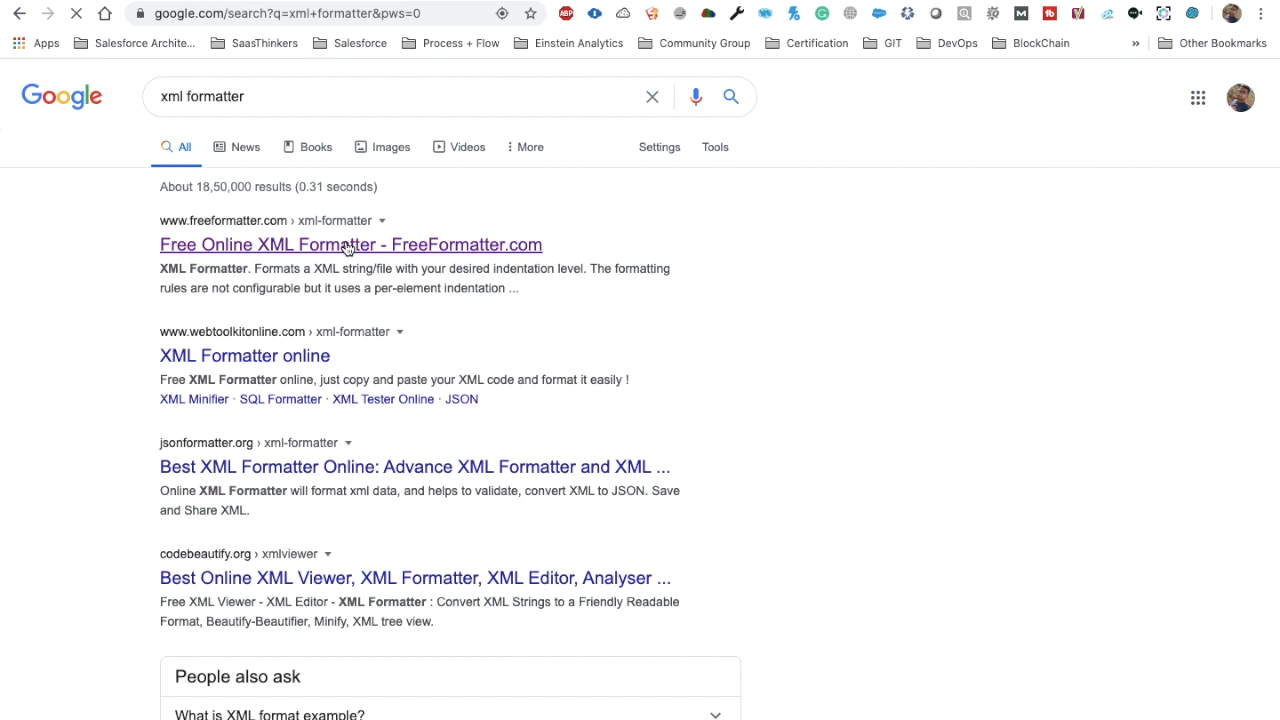 google.com/search?q=xml+formatter&pws=0
Apps Salesforce Archite... SaasThinkers Salesforce Process + Flow Einstein Analytics Community Group Certification GIT DevOps BlockChain » Other Bookmarks
Google xml formatter
All News Books Images Videos More Settings Tools
About 18,50,000 results (0.31 seconds)
www.freeformatter.com › xml-formatter
Free Online XML Formatter - FreeFormatter.com
XML Formatter. Formats a XML string/file with your desired indentation level. The formatting
rules are not configurable but it uses a per-element indentation ...
www.webtoolkitonline.com › xml-formatter
XML Formatter online
Free XML Formatter online, just copy and paste your XML code and format it easily !
XML Minifier · SQL Formatter · XML Tester Online · JSON
jsonformatter.org › xml-formatter
Best XML Formatter Online: Advance XML Formatter and XML ...
Online XML Formatter will format xml data, and helps to validate, convert XML to JSON. Save
and Share XML.
codebeautify.org › xmlviewer
Best Online XML Viewer, XML Formatter, XML Editor, Analyser ...
Free XML Viewer - XML Editor - XML Formatter : Convert XML Strings to a Friendly Readable
Format, Beautify-Beautifier, Minify, XML tree view.
People also ask
What is XML format example?